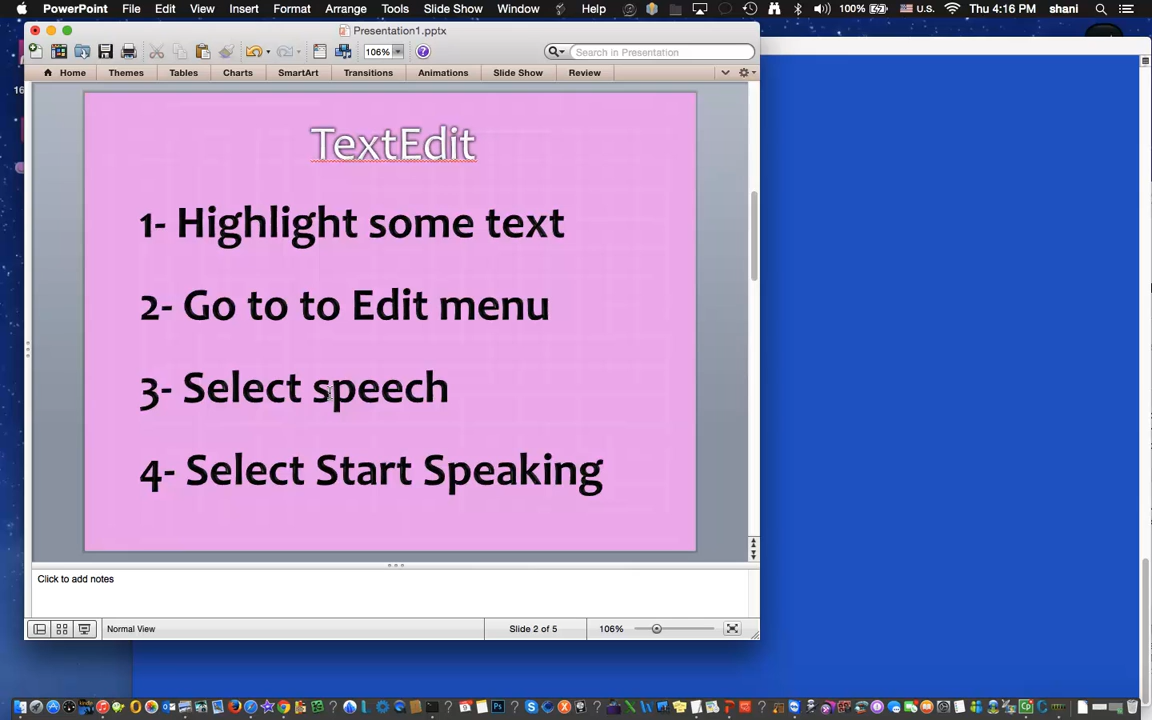 PowerPoint File Edit View Insert Format Arrange Tools Slide Show Window Help 100% U.S. Thu 4:16 PM shani
Presentation1.pptx
106% Search in Presentation
Home Themes Tables Charts SmartArt Transitions Animations Slide Show Review
TextEdit
1- Highlight some text
2- Go to to Edit menu
3- Select speech
4- Select Start Speaking
Click to add notes
Normal View Slide 2 of 5 106%